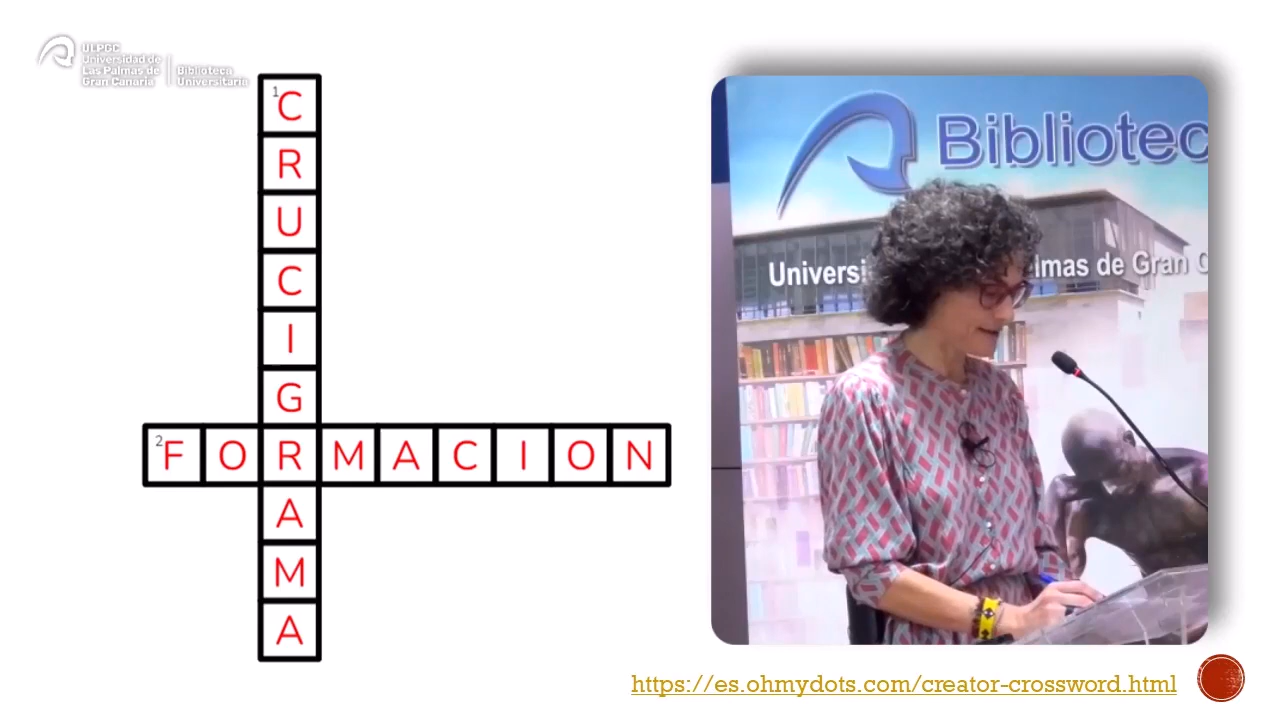 ULPGC
Universidad de
Las Palmas de
Gran Canaria
Biblioteca
Universitaria
1
C
R
U
C
I
G
2
F O R M A C I O N
A
M
A
Bibliotec
Universi
lmas de Gran C
https://es.ohmydots.com/creator-crossword.html